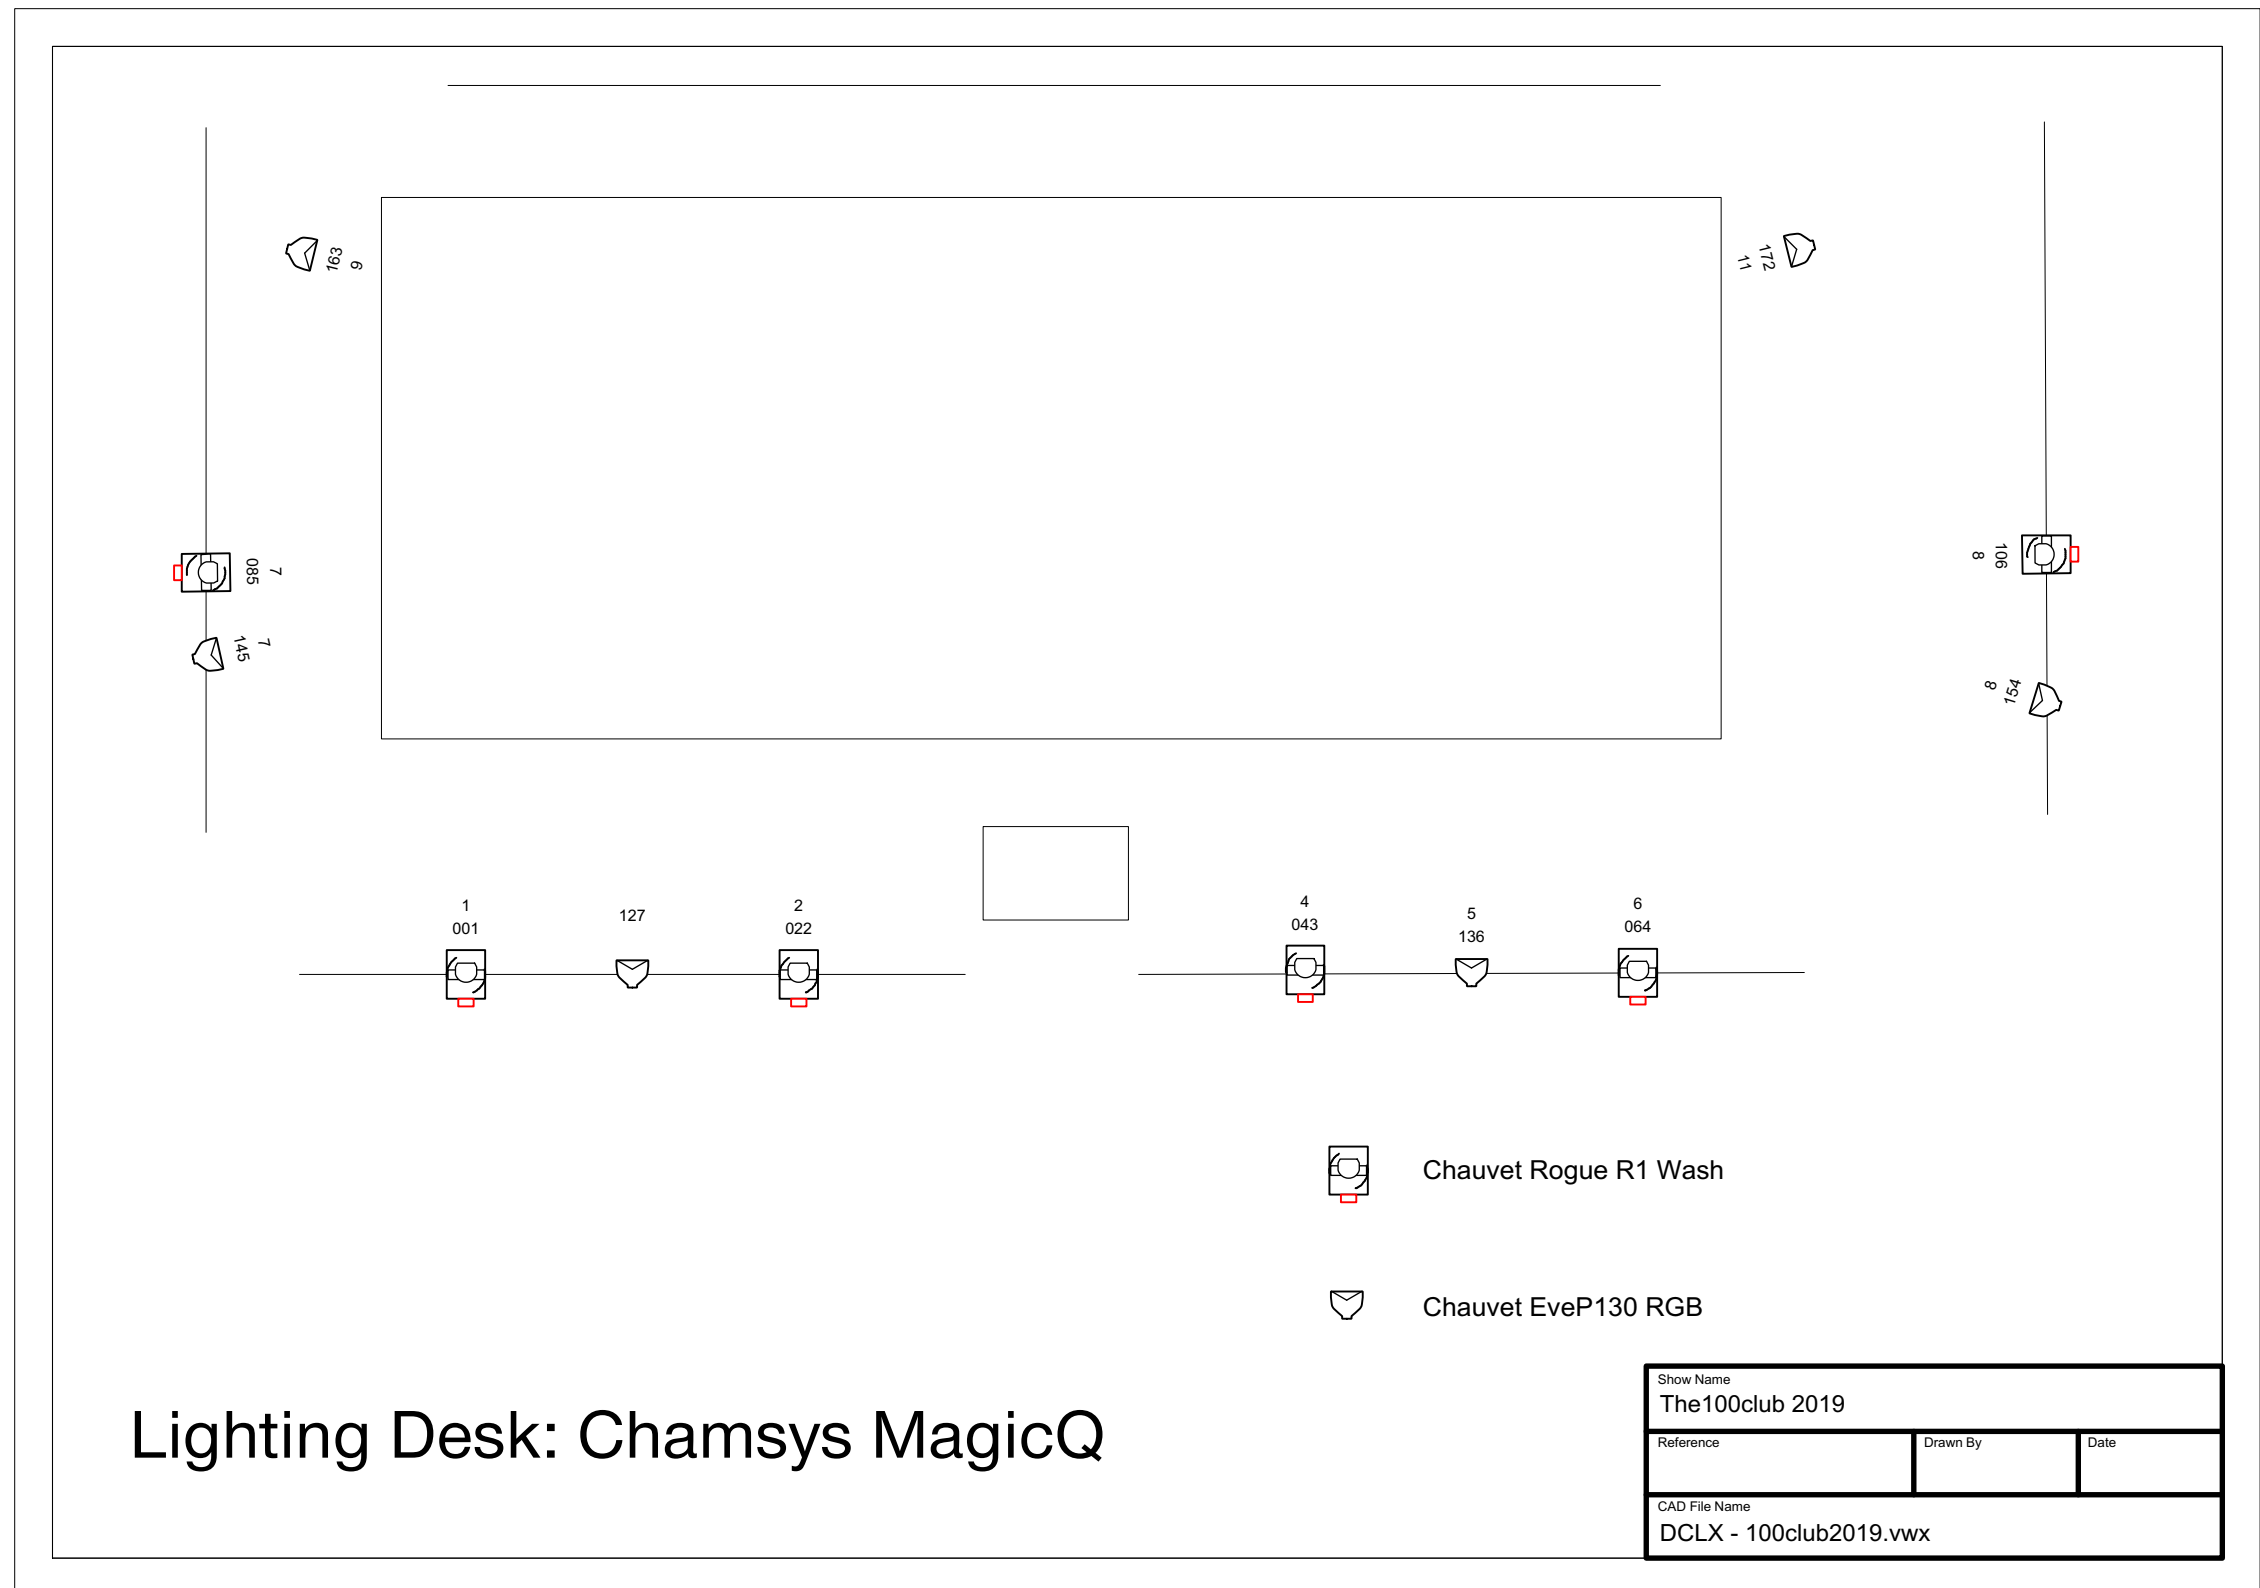 163
9
172
11
7
085
7
145
106
8
8
154
1
001
127
2
022
4
043
5
136
6
064
Chauvet Rogue R1 Wash
Chauvet EveP130 RGB
Lighting Desk: Chamsys MagicQ
Show Name
The100club 2019
Reference
Drawn By
Date
CAD File Name
DCLX - 100club2019.vwx